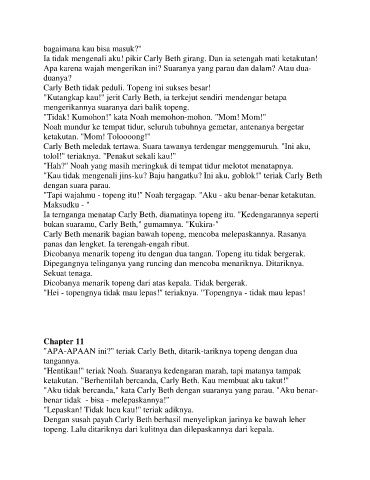 bagaimana kau bisa masuk?"
Ia tidak mengenali aku! pikir Carly Beth girang. Dan ia setengah mati ketakutan!
Apa karena wajah mengerikan ini? Suaranya yang parau dan dalam? Atau dua-
duanya?
Carly Beth tidak peduli. Topeng ini sukses besar!
"Kutangkap kau!" jerit Carly Beth, ia terkejut sendiri mendengar betapa
mengerikannya suaranya dari balik topeng.
"Tidak! Kumohon!" kata Noah memohon-mohon. "Mom! Mom!"
Noah mundur ke tempat tidur, seluruh tubuhnya gemetar, antenanya bergetar
ketakutan. "Mom! Toloooong!"
Carly Beth meledak tertawa. Suara tawanya terdengar menggemuruh. "Ini aku,
tolol!" teriaknya. "Penakut sekali kau!"
"Hah?" Noah yang masih meringkuk di tempat tidur melotot menatapnya.
"Kau tidak mengenali jins-ku? Baju hangatku? Ini aku, goblok!" teriak Carly Beth
dengan suara parau.
"Tapi wajahmu - topeng itu!" Noah tergagap. "Aku - aku benar-benar ketakutan.
Maksudku - "
Ia ternganga menatap Carly Beth, diamatinya topeng itu. "Kedengarannya seperti
bukan suaramu, Carly Beth," gumamnya. "Kukira-"
Carly Beth menarik bagian bawah topeng, mencoba melepaskannya. Rasanya
panas dan lengket. Ia terengah-engah ribut.
Dicobanya menarik topeng itu dengan dua tangan. Topeng itu tidak bergerak.
Dipegangnya telinganya yang runcing dan mencoba menariknya. Ditariknya.
Sekuat tenaga.
Dicobanya menarik topeng dari atas kepala. Tidak bergerak.
"Hei - topengnya tidak mau lepas!" teriaknya. "Topengnya - tidak mau lepas!
Chapter 11
"APA-APAAN ini?" teriak Carly Beth, ditarik-tariknya topeng dengan dua
tangannya.
"Hentikan!" teriak Noah. Suaranya kedengaran marah, tapi matanya tampak
ketakutan. "Berhentilah bercanda, Carly Beth. Kau membuat aku takut!"
"Aku tidak bercanda," kata Carly Beth dengan suaranya yang parau. "Aku benar-
benar tidak - bisa - melepaskannya!"
"Lepaskan! Tidak lucu kau!" teriak adiknya.
Dengan susah payah Carly Beth berhasil menyelipkan jarinya ke bawah leher
topeng. Lalu ditariknya dari kulitnya dan dilepaskannya dari kepala.